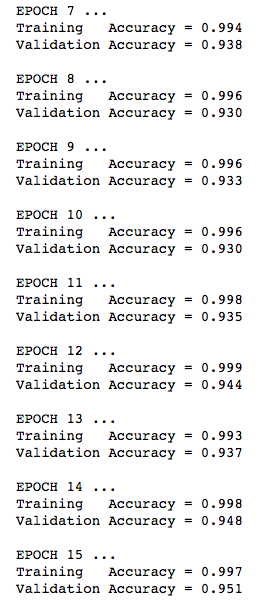 EPOCH 7 ...
Training   Accuracy = 0.994
Validation Accuracy = 0.938
EPOCH 8 ...
Training   Accuracy = 0.996
Validation Accuracy = 0.930
EPOCH 9 ...
Training   Accuracy = 0.996
Validation Accuracy = 0.933
EPOCH 10 ...
Training   Accuracy = 0.996
Validation Accuracy = 0.930
EPOCH 11 ...
Training   Accuracy = 0.998
Validation Accuracy = 0.935
EPOCH 12 ...
Training   Accuracy = 0.999
Validation Accuracy = 0.944
EPOCH 13 ...
Training   Accuracy = 0.993
Validation Accuracy = 0.937
EPOCH 14 ...
Training   Accuracy = 0.998
Validation Accuracy = 0.948
EPOCH 15 ...
Training   Accuracy = 0.997
Validation Accuracy = 0.951